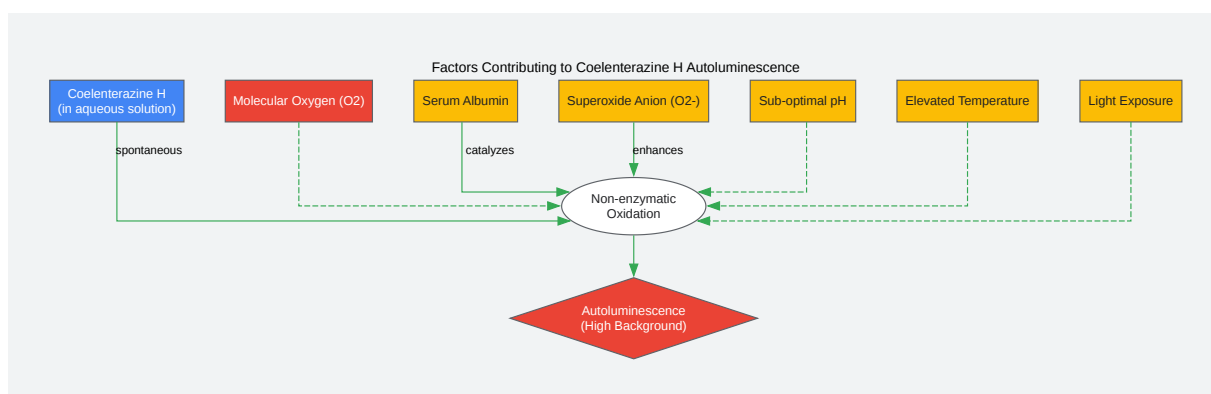 Factors Contributing to Coelenterazine H Autoluminescence
Coelenterazine H
(in aqueous solution)
Molecular Oxygen (O2)
Serum Albumin
Superoxide Anion (O2-)
Sub-optimal pH
Elevated Temperature
Light Exposure
spontaneous
catalyzes
enhances
Non-enzymatic
Oxidation
Autoluminescence
(High Background)